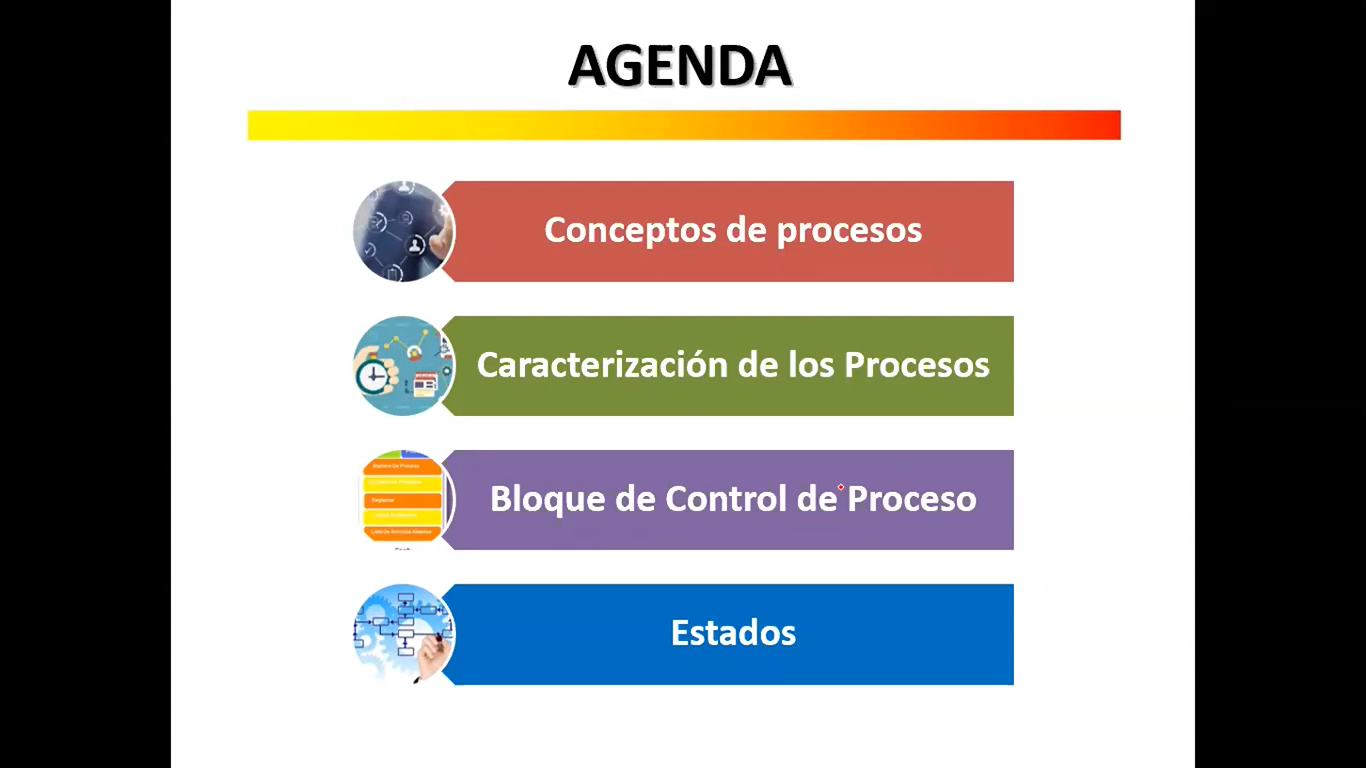 AGENDA
Conceptos de procesos
Caracterización de los Procesos
Bloque de Control de Proceso
Estados